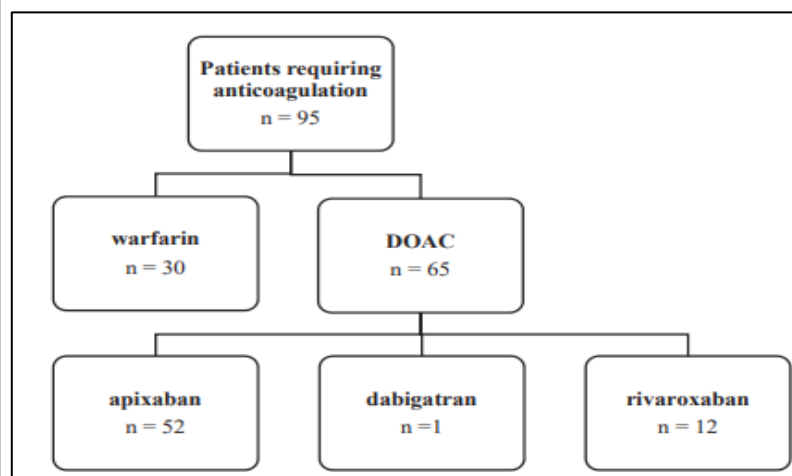 Patients requiring
anticoagulation
n = 95
warfarin
n = 30
DOAC
n = 65
apixaban
n = 52
dabigatran
n =1
rivaroxaban
n = 12